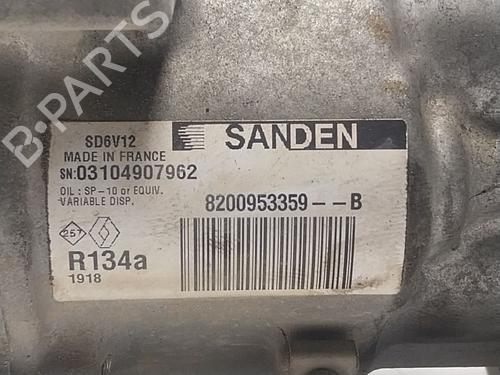 B-PARTS
SD6V12
MADE IN FRANCE
SANDEN
SN:03104907962
OIL : SP-10 or EQUIV.
VARIABLE DISP.
8200953359--B
257
R134a
1918